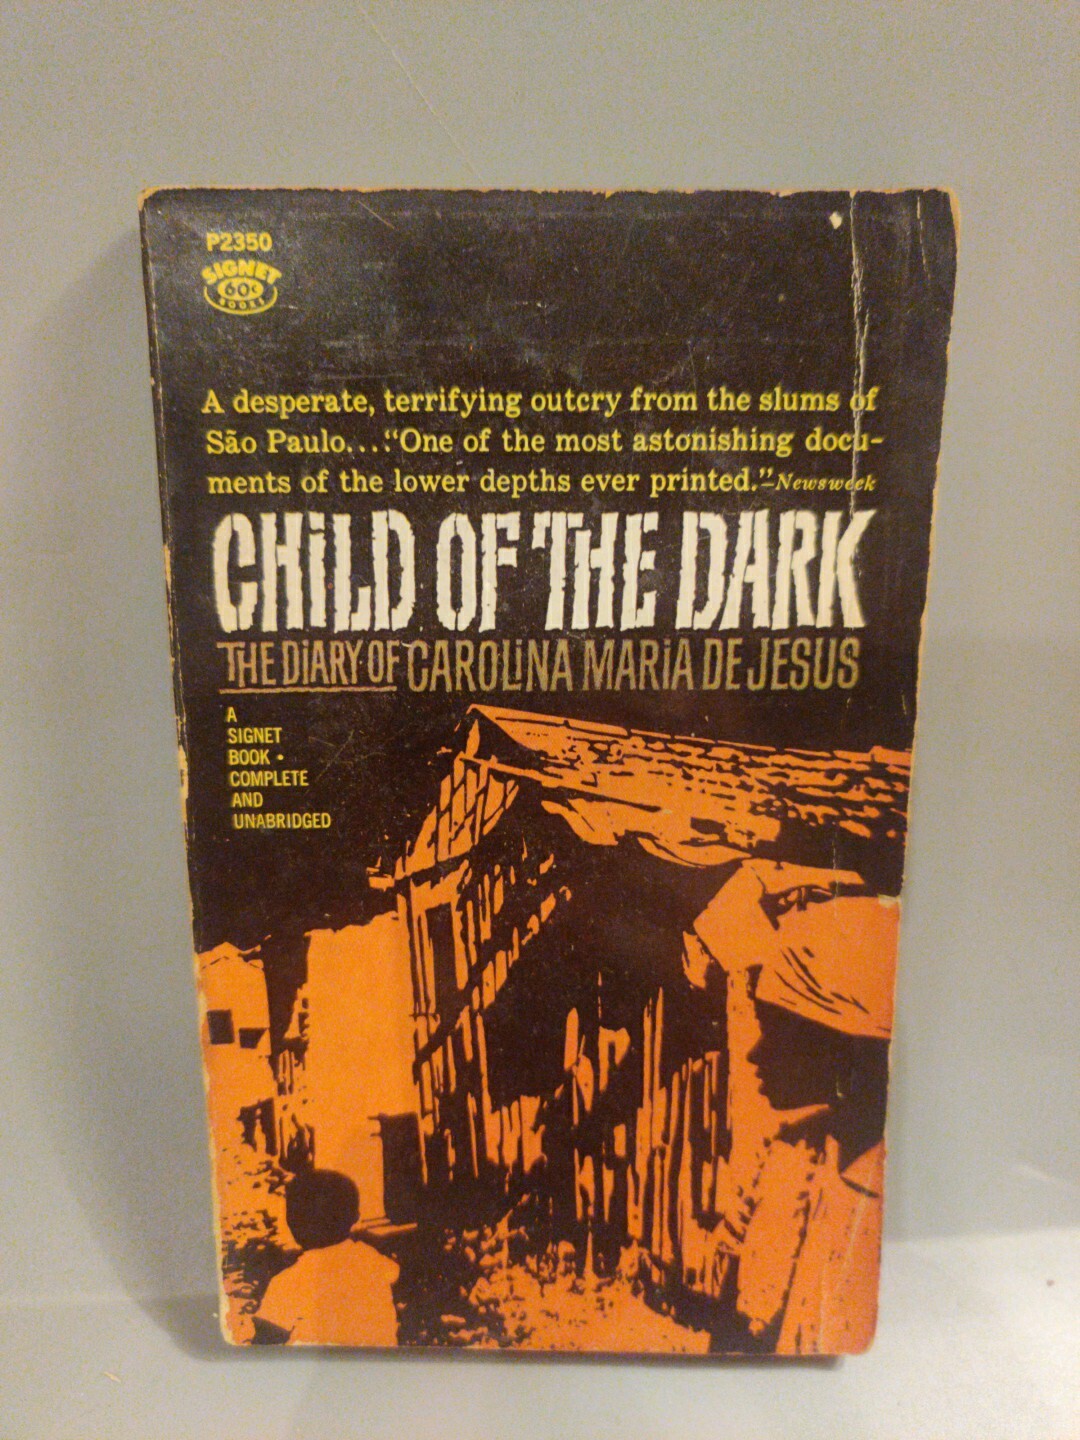 P2350
SIGNET
60¢
BOOKS
A desperate, terrifying outcry from the slums of
São Paulo...“One of the most astonishing docu-
ments of the lower depths ever printed.”–Newsweek
CHiLD OF THE DARK
THE DiARY OF CAROLiNA MARiA DE JESUS
A
SIGNET
BOOK •
COMPLETE
AND
UNABRIDGED